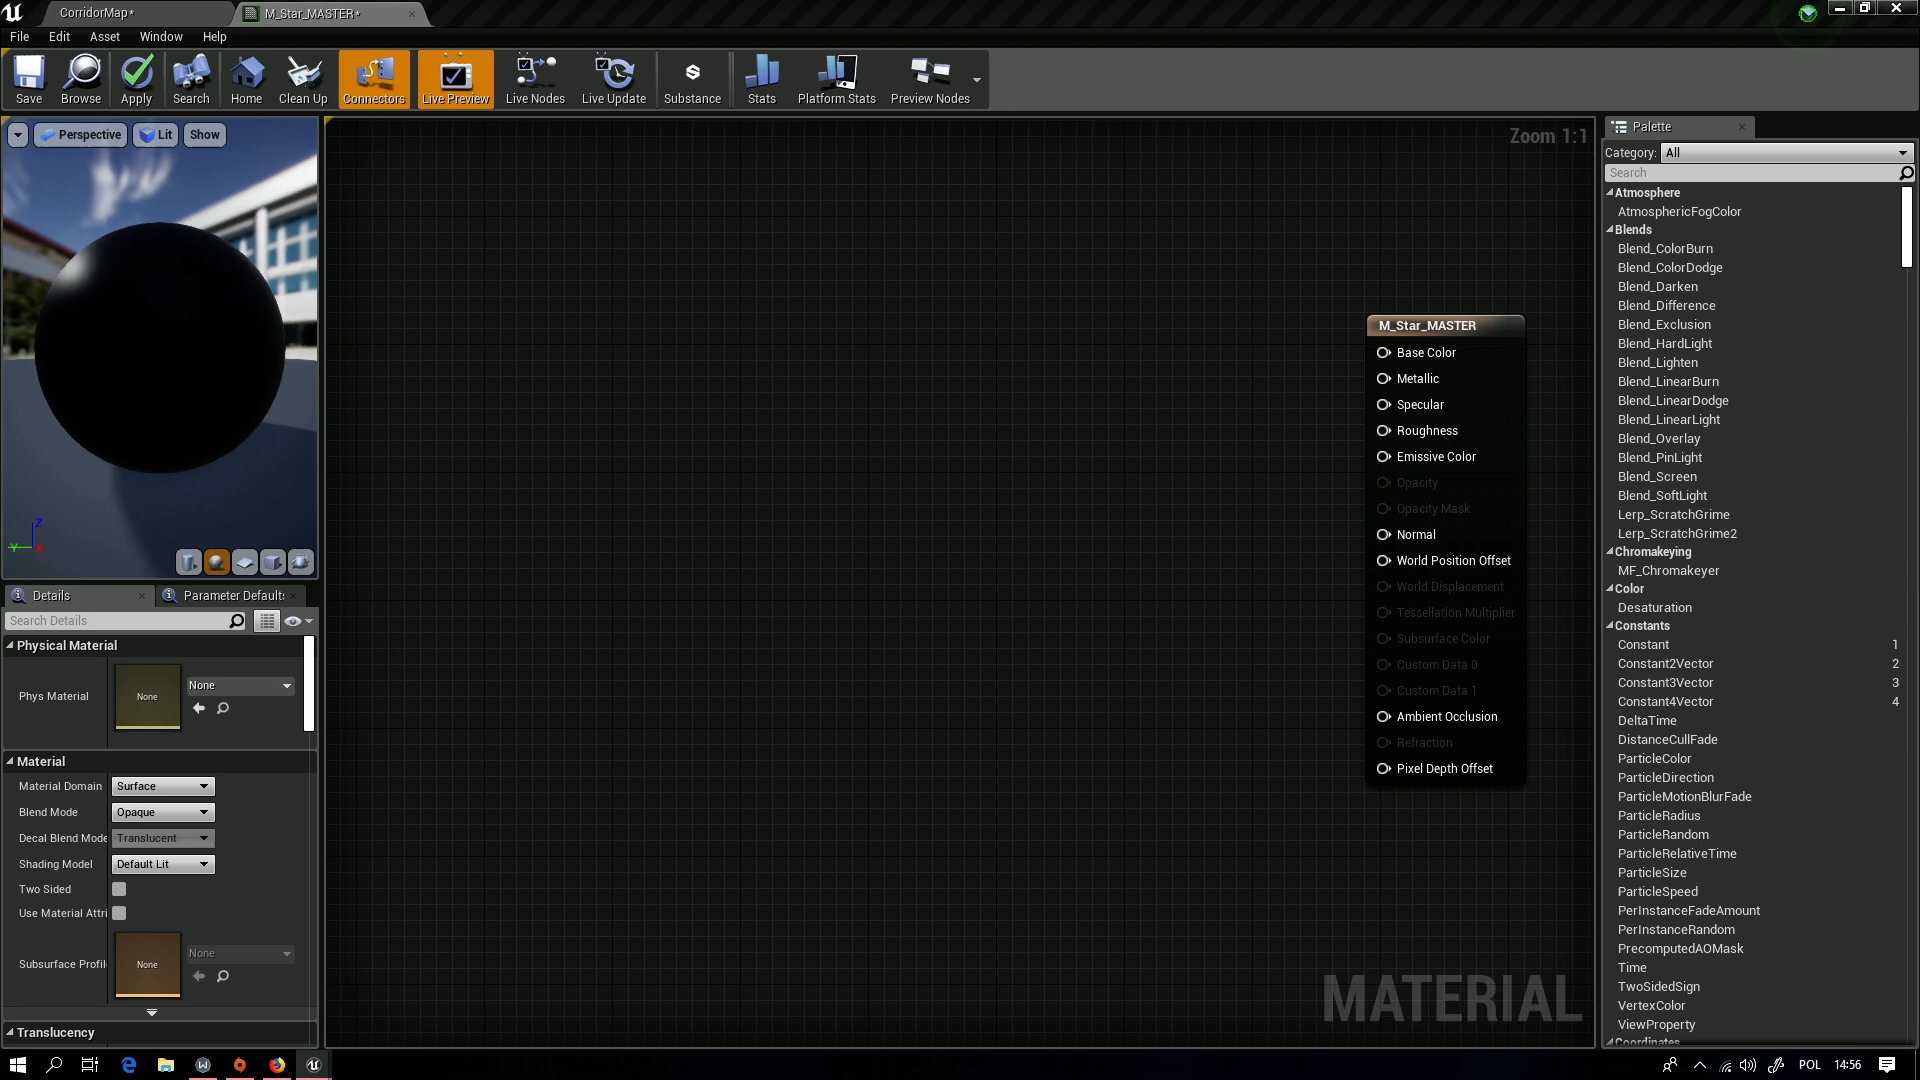 CorridorMap*
M_Star_MASTER*
File
Edit
Asset
Window
Help
Save
Browse
Apply
Search
Home
Clean Up
Connectors
Live Preview
Live Nodes
Live Update
Substance
Stats
Platform Stats
Preview Nodes
Perspective
Lit
Show
Z
Y
X
Details
Parameter Defaults
Search Details
Physical Material
Phys Material
None
None
Material
Material Domain
Surface
Blend Mode
Opaque
Decal Blend Mode
Translucent
Shading Model
Default Lit
Two Sided
Use Material Attri
Subsurface Profil
None
None
Translucency
Zoom 1:1
M_Star_MASTER
Base Color
Metallic
Specular
Roughness
Emissive Color
Opacity
Opacity Mask
Normal
World Position Offset
World Displacement
Tessellation Multiplier
Subsurface Color
Custom Data 0
Custom Data 1
Ambient Occlusion
Refraction
Pixel Depth Offset
MATERIAL
Palette
Category: All
Search
Atmosphere
AtmosphericFogColor
Blends
Blend_ColorBurn
Blend_ColorDodge
Blend_Darken
Blend_Difference
Blend_Exclusion
Blend_HardLight
Blend_Lighten
Blend_LinearBurn
Blend_LinearDodge
Blend_LinearLight
Blend_Overlay
Blend_PinLight
Blend_Screen
Blend_SoftLight
Lerp_ScratchGrime
Lerp_ScratchGrime2
Chromakeying
MF_Chromakeyer
Color
Desaturation
Constants
Constant 1
Constant2Vector 2
Constant3Vector 3
Constant4Vector 4
DeltaTime
DistanceCullFade
ParticleColor
ParticleDirection
ParticleMotionBlurFade
ParticleRadius
ParticleRandom
ParticleRelativeTime
ParticleSize
ParticleSpeed
PerInstanceFadeAmount
PerInstanceRandom
PrecomputedAOMask
Time
TwoSidedSign
VertexColor
ViewProperty
Coordinates
POL
14:56